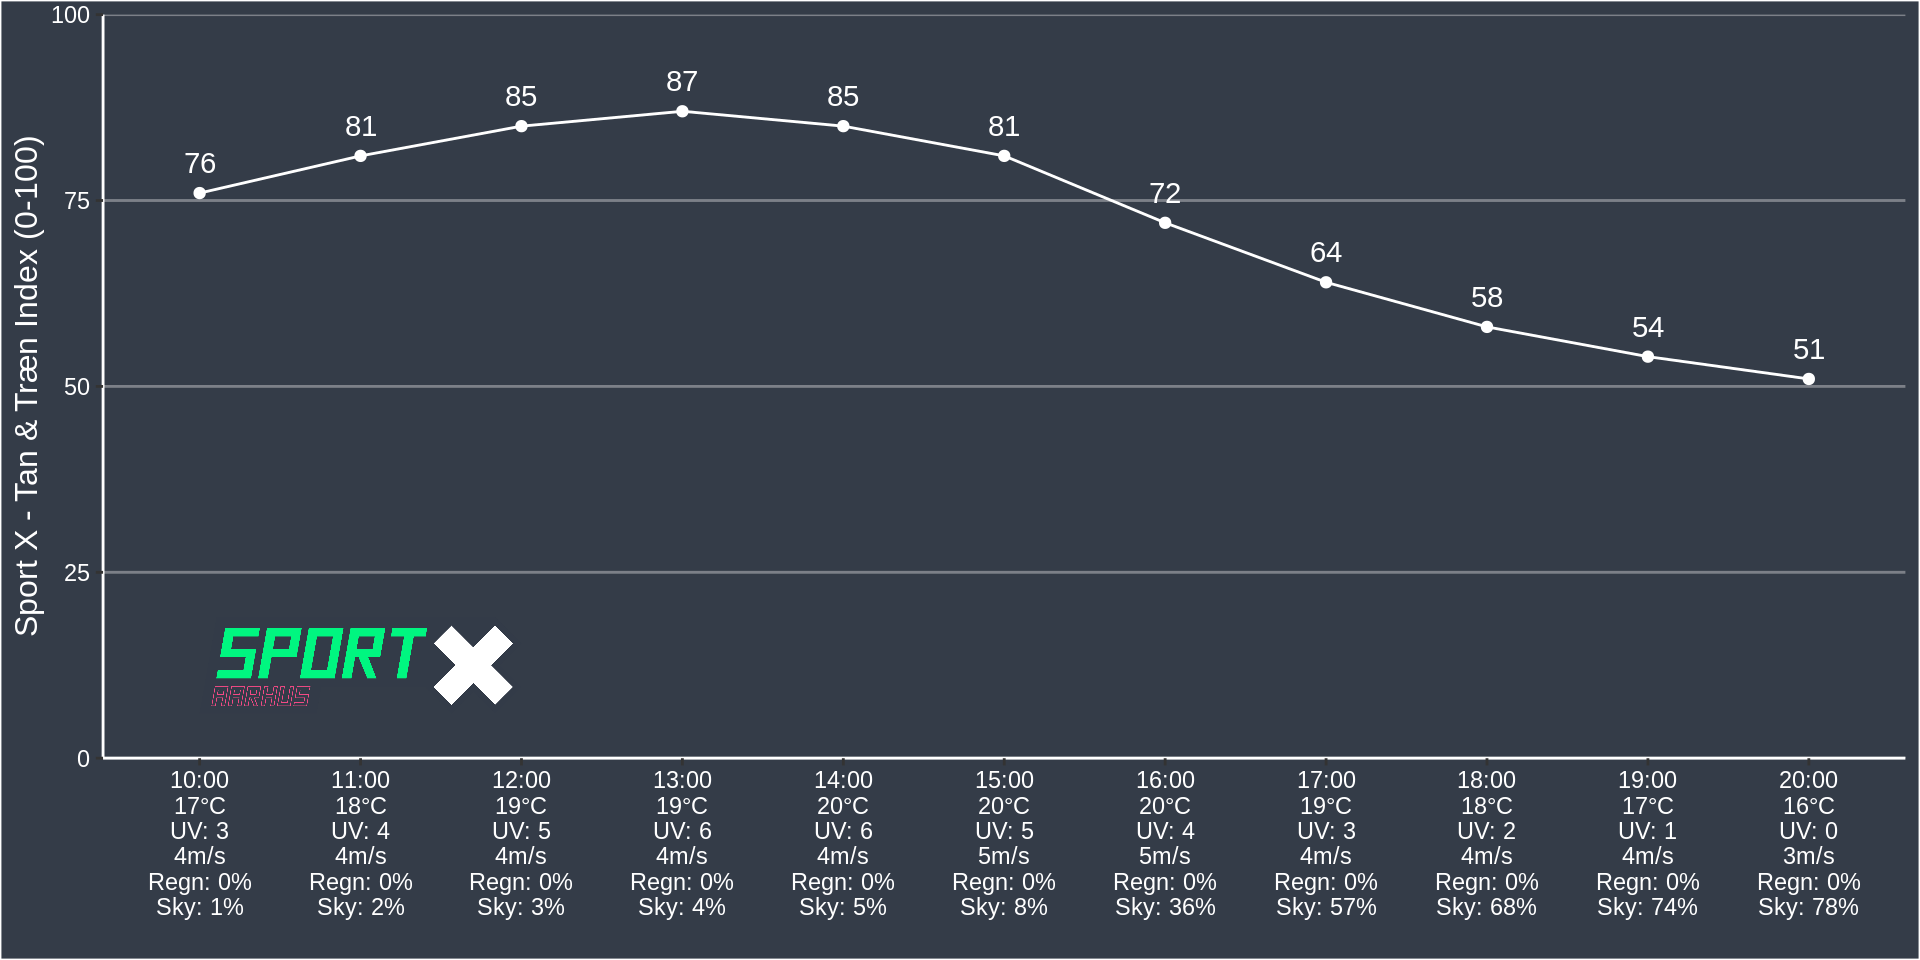 Sport X - Tan & Træn Index (0-100)
100
75
50
25
0
76
81
85
87
85
81
72
64
58
54
51
SPORT X
AARHUS
10:00 11:00 12:00 13:00 14:00 15:00 16:00 17:00 18:00 19:00 20:00
17°C 18°C 19°C 19°C 20°C 20°C 20°C 19°C 18°C 17°C 16°C
UV: 3 UV: 4 UV: 5 UV: 6 UV: 6 UV: 5 UV: 4 UV: 3 UV: 2 UV: 1 UV: 0
4m/s 4m/s 4m/s 4m/s 4m/s 5m/s 5m/s 4m/s 4m/s 4m/s 3m/s
Regn: 0% Regn: 0% Regn: 0% Regn: 0% Regn: 0% Regn: 0% Regn: 0% Regn: 0% Regn: 0% Regn: 0% Regn: 0%
Sky: 1% Sky: 2% Sky: 3% Sky: 4% Sky: 5% Sky: 8% Sky: 36% Sky: 57% Sky: 68% Sky: 74% Sky: 78%